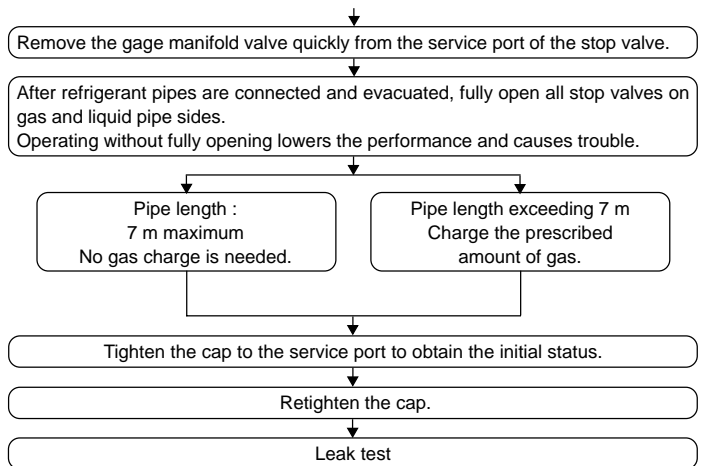 Remove the gage manifold valve quickly from the service port of the stop valve.
After refrigerant pipes are connected and evacuated, fully open all stop valves on
gas and liquid pipe sides.
Operating without fully opening lowers the performance and causes trouble.
Pipe length :
7 m maximum
No gas charge is needed.
Pipe length exceeding 7 m
Charge the prescribed
amount of gas.
Tighten the cap to the service port to obtain the initial status.
Retighten the cap.
Leak test